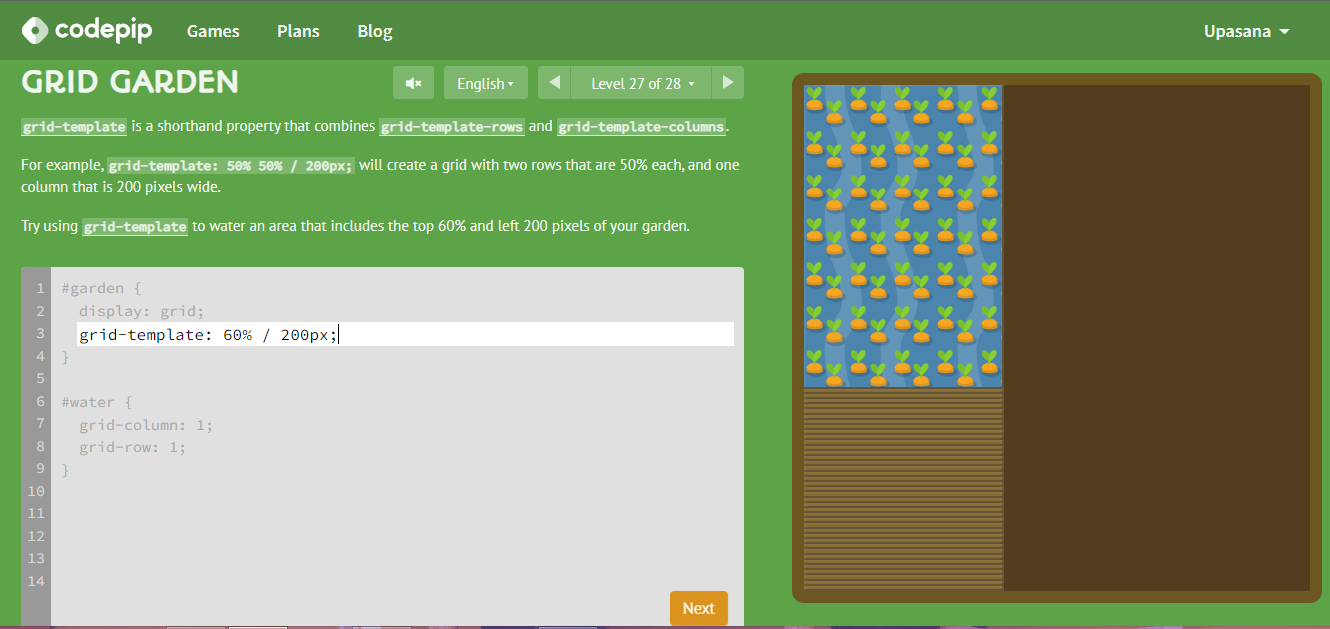 codepip Games Plans Blog Upasana
GRID GARDEN
English
Level 27 of 28
grid-template is a shorthand property that combines grid-template-rows and grid-template-columns.
For example, grid-template: 50% 50% / 200px; will create a grid with two rows that are 50% each, and one
column that is 200 pixels wide.
Try using grid-template to water an area that includes the top 60% and left 200 pixels of your garden.
1 #garden {
2 display: grid;
3 grid-template: 60% / 200px;
4 }
5
6 #water {
7 grid-column: 1;
8 grid-row: 1;
9 }
10
11
12
13
14
Next